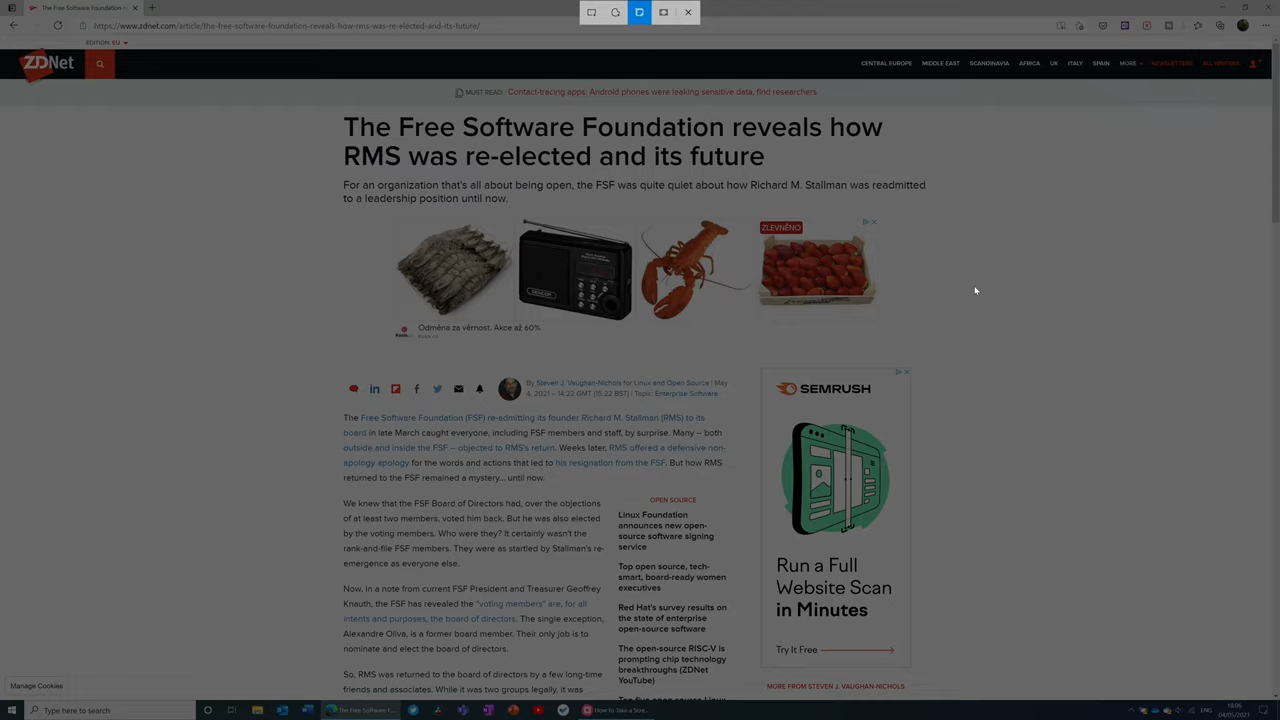 The Free Software Foundation reveals how
https://www.zdnet.com/article/the-free-software-foundation-reveals-how-rms-was-re-elected-and-its-future/
EDITION: EU
ZDNet
CENTRAL EUROPE MIDDLE EAST SCANDINAVIA AFRICA UK ITALY SPAIN MORE NEWSLETTERS ALL WRITERS
MUST READ: Contact-tracing apps: Android phones were leaking sensitive data, find researchers
The Free Software Foundation reveals how
RMS was re-elected and its future
For an organization that's all about being open, the FSF was quite quiet about how Richard M. Stallman was readmitted
to a leadership position until now.
ZLEVNĚNO
SENCOR
Odměna za věrnost. Akce až 60%
By Steven J. Vaughan-Nichols for Linux and Open Source | May
4, 2021 -- 14:22 GMT (15:22 BST) | Topic: Enterprise Software
The Free Software Foundation (FSF) re-admitting its founder Richard M. Stallman (RMS) to its
board in late March caught everyone, including FSF members and staff, by surprise. Many -- both
outside and inside the FSF -- objected to RMS's return. Weeks later, RMS offered a defensive non-
apology apology for the words and actions that led to his resignation from the FSF. But how RMS
returned to the FSF remained a mystery... until now.
We knew that the FSF Board of Directors had, over the objections
of at least two members, voted him back. But he was also elected
by the voting members. Who were they? It certainly wasn't the
rank-and-file FSF members. They were as startled by Stallman's re-
emergence as everyone else.
Now, in a note from current FSF President and Treasurer Geoffrey
Knauth, the FSF has revealed the "voting members" are, for all
intents and purposes, the board of directors. The single exception,
Alexandre Oliva, is a former board member. Their only job is to
nominate and elect the board of directors.
So, RMS was returned to the board of directors by a few long-time
friends and associates. While it was two groups legally, it was
OPEN SOURCE
Linux Foundation
announces new open-
source software signing
service
Top open source, tech-
smart, board-ready women
executives
Red Hat's survey results on
the state of enterprise
open-source software
The open-source RISC-V is
prompting chip technology
breakthroughs (ZDNet
YouTube)
Top five open source Linux
SEMRUSH
Run a Full
Website Scan
in Minutes
Try It Free
MORE FROM STEVEN J. VAUGHAN-NICHOLS
Manage Cookies
Type here to search
The Free Software F...
How to Take a Scre...
ENG
18:05
04/05/2021